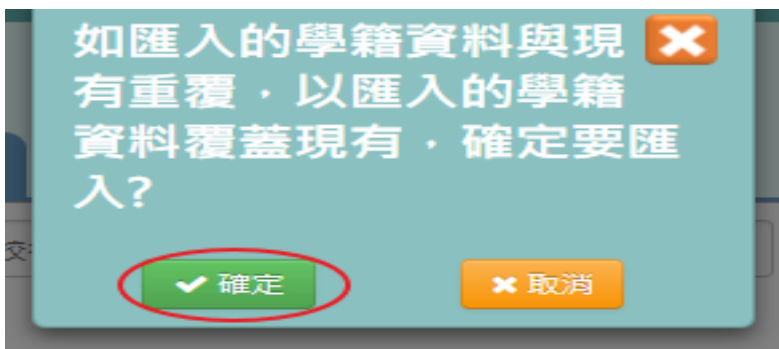 如匯入的學籍資料與現
有重覆，以匯入的學籍
資料覆蓋現有，確定要匯
入?
確定
取消